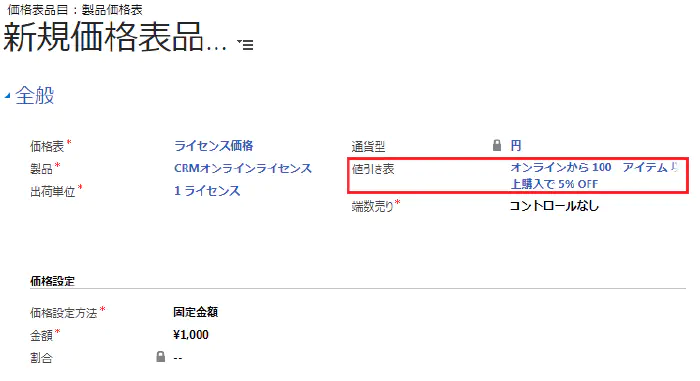 価格表品目：製品価格表
新規価格表品...
全般
価格表* ライセンス価格
製品* CRMオンラインライセンス
出荷単位* 1 ライセンス
通貨型 円
値引き表 オンラインから 100　アイテム
上購入で 5% OFF
端数売り* コントロールなし
価格設定
価格設定方法* 固定金額
金額* ¥1,000
割合 --